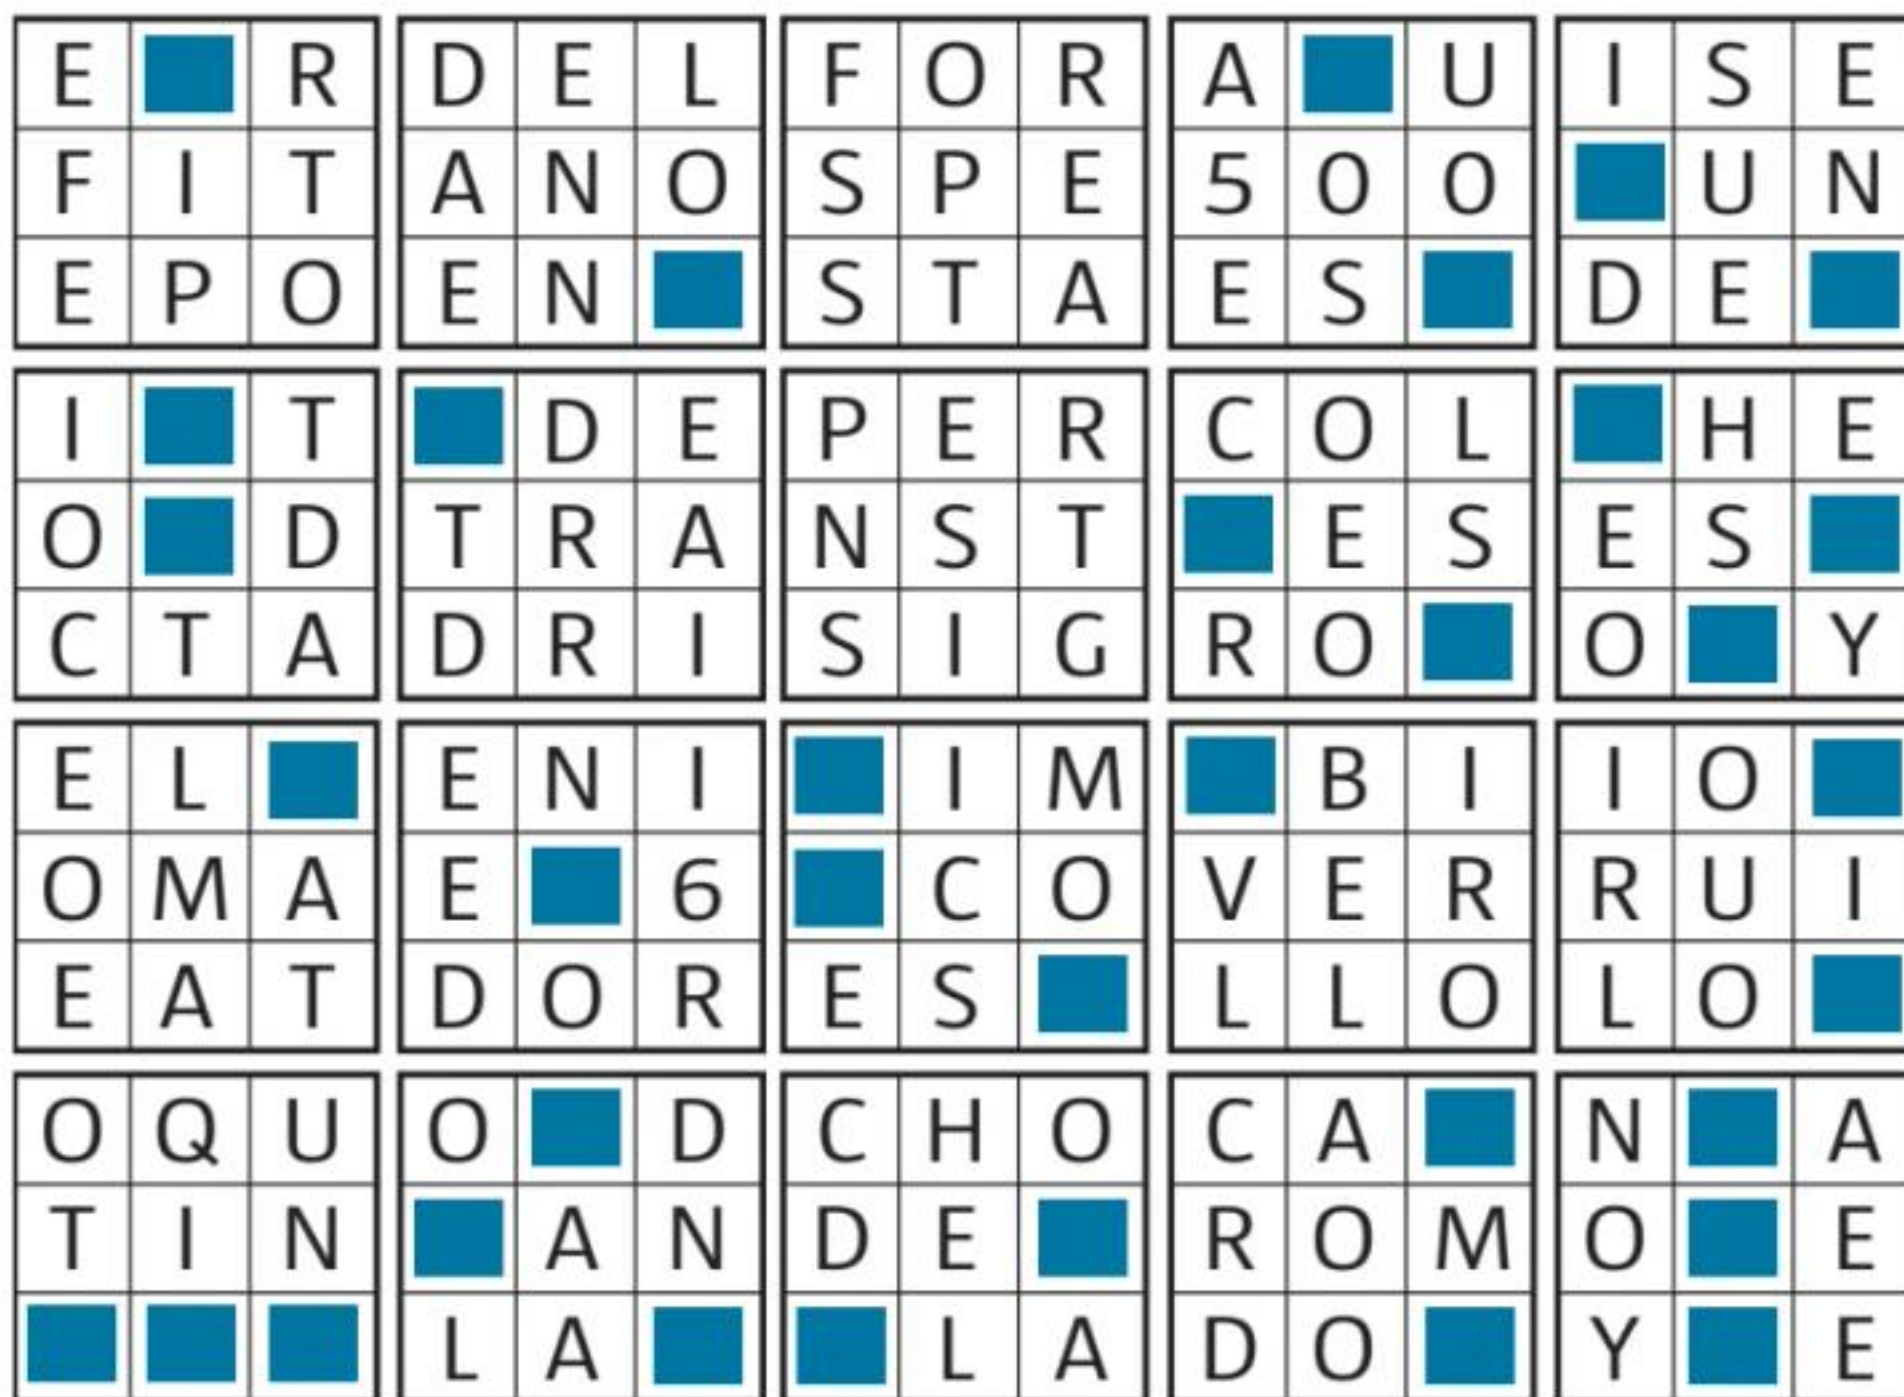 E R DEL FOR A U ISE
FIT ANO SPE 500 UN
EPO EN STA ES DE
I T DE PER COL HE
O D TRA NST ES ES
CTA DRI SIG RO O Y
EL ENI IM BI IO
OMA E 6 CO VER RUI
EAT DOR ES LLO LO
OQU O D CHO CA N A
TIN AN DE ROM O E
LA LA DO Y E